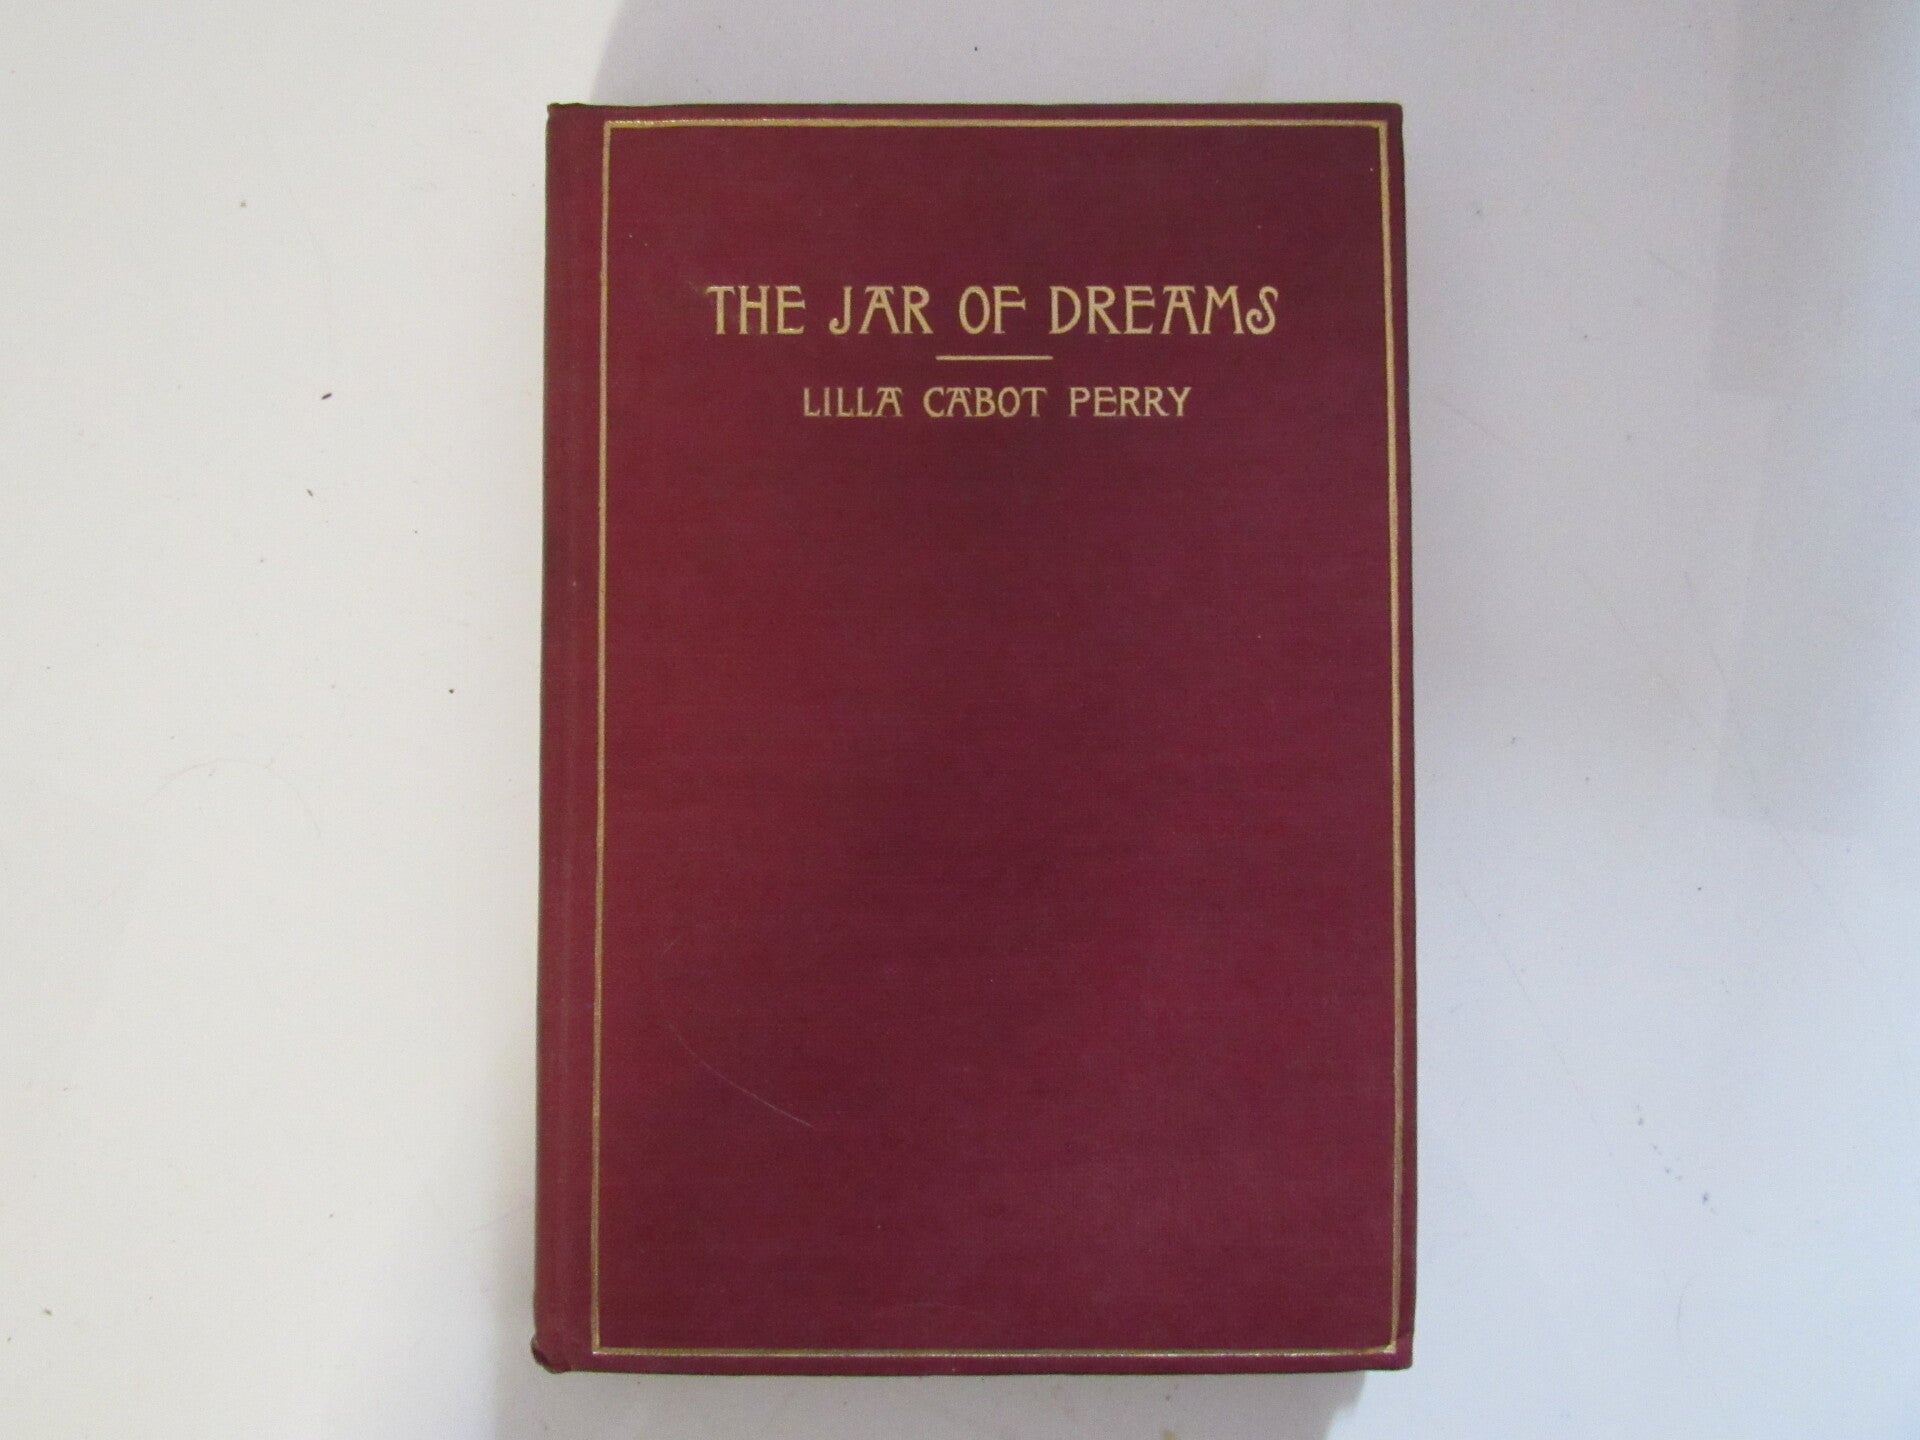 THE JAR OF DREAMS
LILLA CABOT PERRY